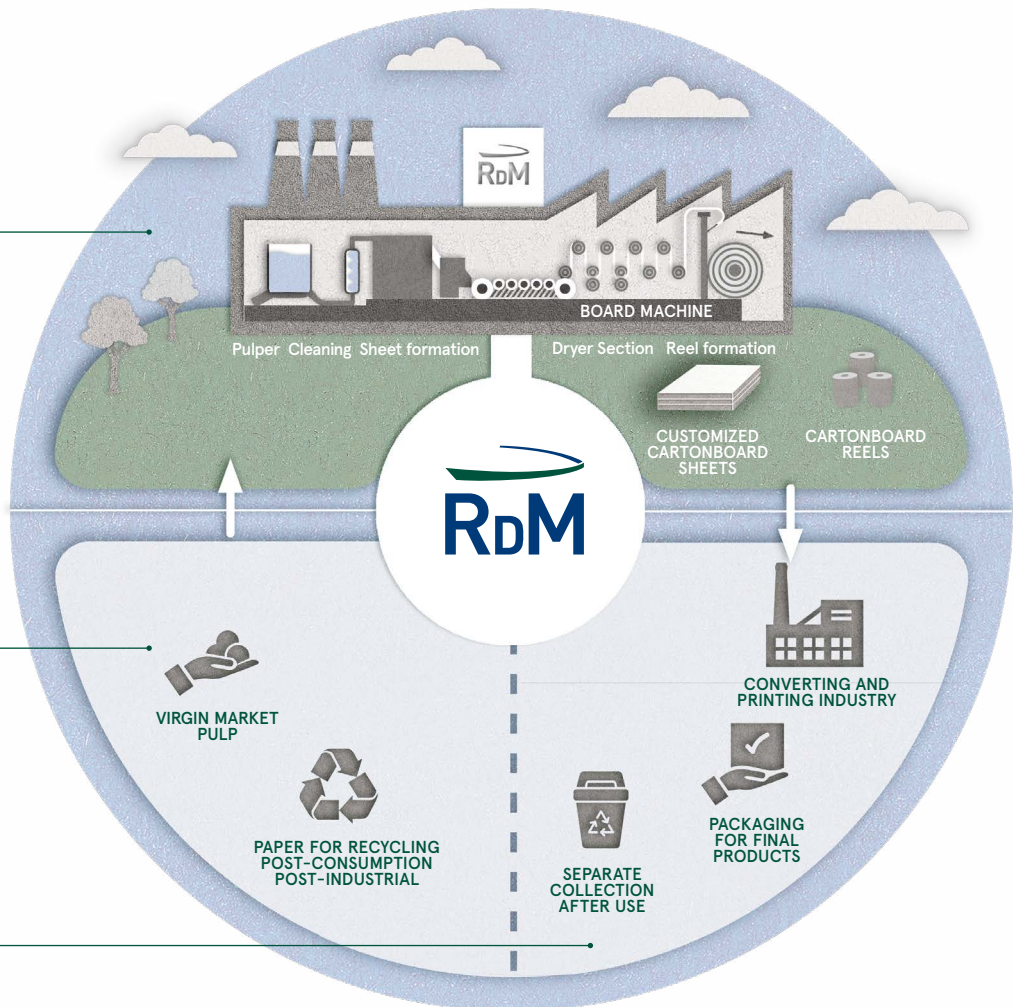 RDM
BOARD MACHINE
Pulper Cleaning Sheet formation
Dryer Section Reel formation
CUSTOMIZED
CARTONBOARD
SHEETS
CARTONBOARD
REELS
RDM
VIRGIN MARKET
PULP
PAPER FOR RECYCLING
POST-CONSUMPTION
POST-INDUSTRIAL
CONVERTING AND
PRINTING INDUSTRY
PACKAGING
FOR FINAL
PRODUCTS
SEPARATE
COLLECTION
AFTER USE